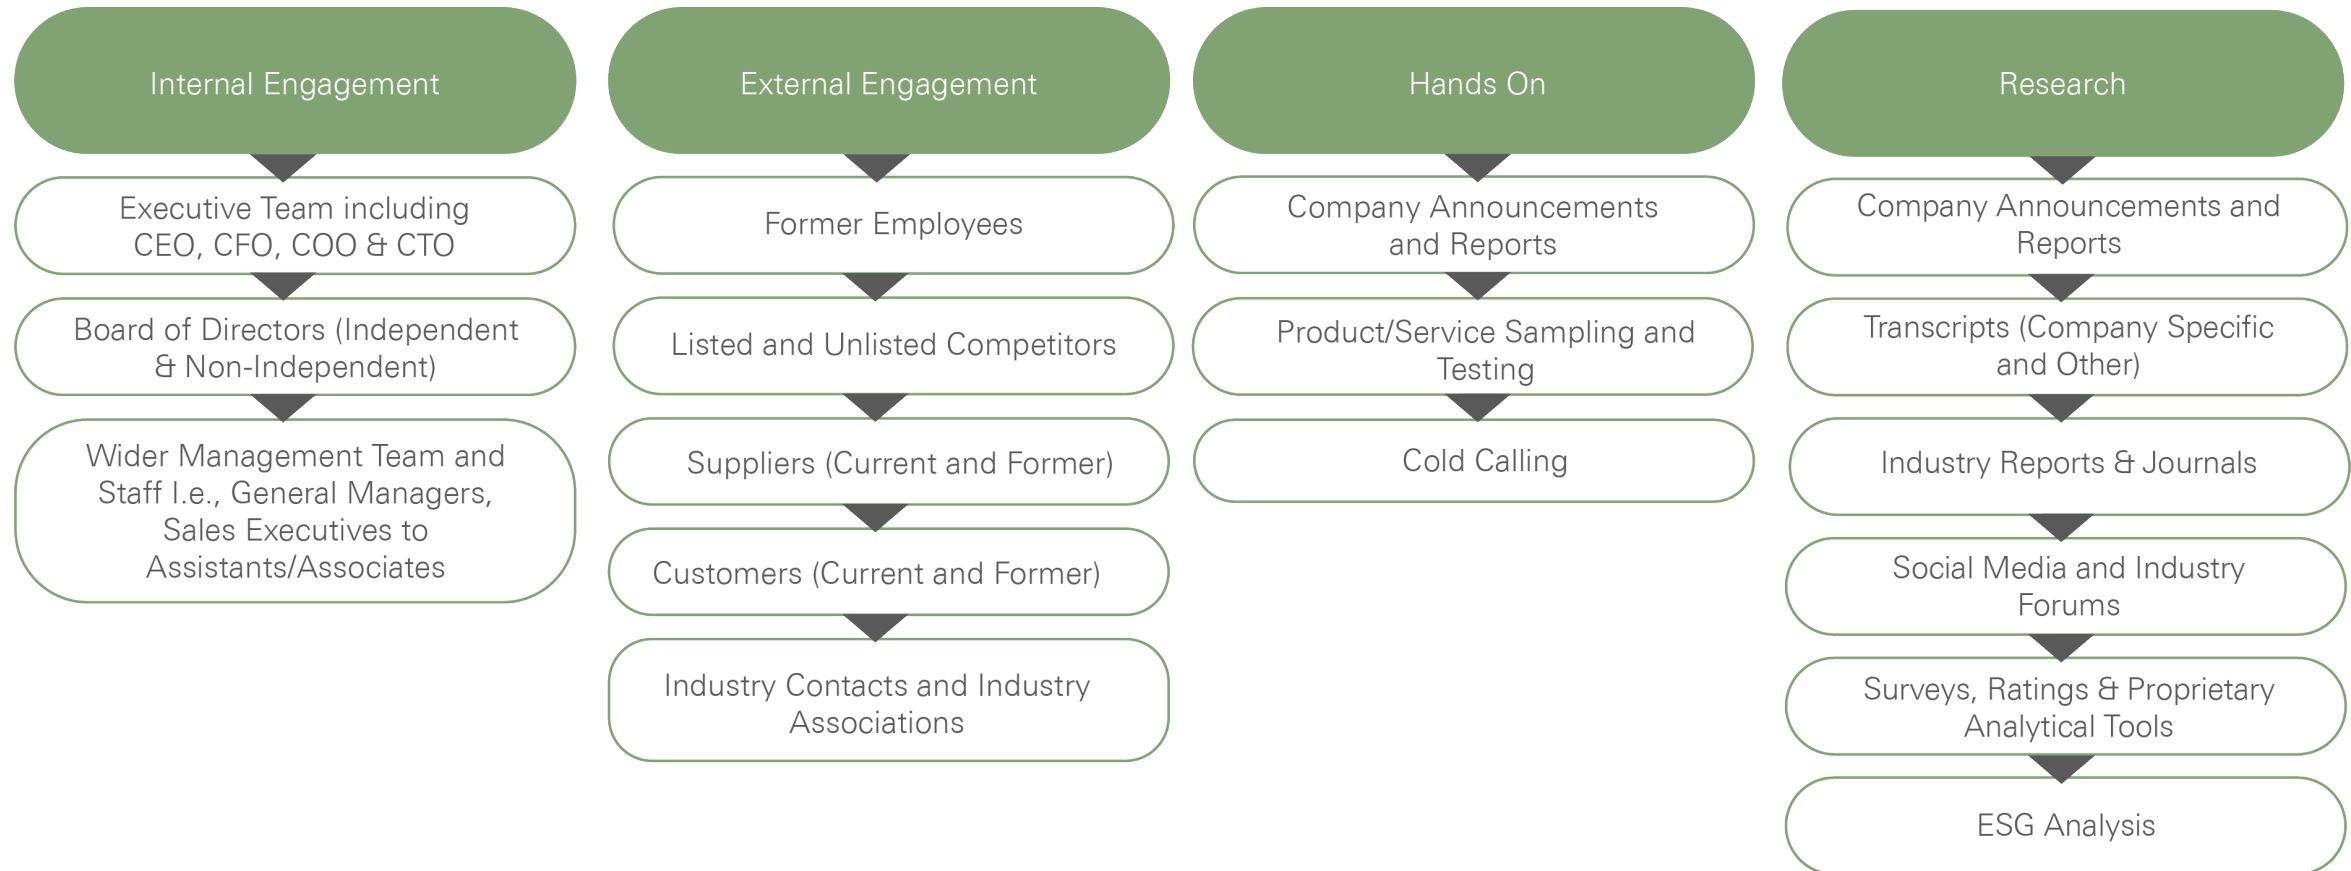 Internal Engagement
Executive Team including
CEO, CFO, COO & CTO
Board of Directors (Independent
& Non-Independent)
Wider Management Team and
Staff I.e., General Managers,
Sales Executives to
Assistants/Associates
External Engagement
Former Employees
Listed and Unlisted Competitors
Suppliers (Current and Former)
Customers (Current and Former)
Industry Contacts and Industry
Associations
Hands On
Company Announcements
and Reports
Product/Service Sampling and
Testing
Cold Calling
Research
Company Announcements and
Reports
Transcripts (Company Specific
and Other)
Industry Reports & Journals
Social Media and Industry
Forums
Surveys, Ratings & Proprietary
Analytical Tools
ESG Analysis